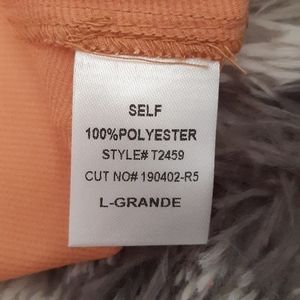 SELF
100%POLYESTER
STYLE# T2459
CUT NO# 190402-R5
L-GRANDE